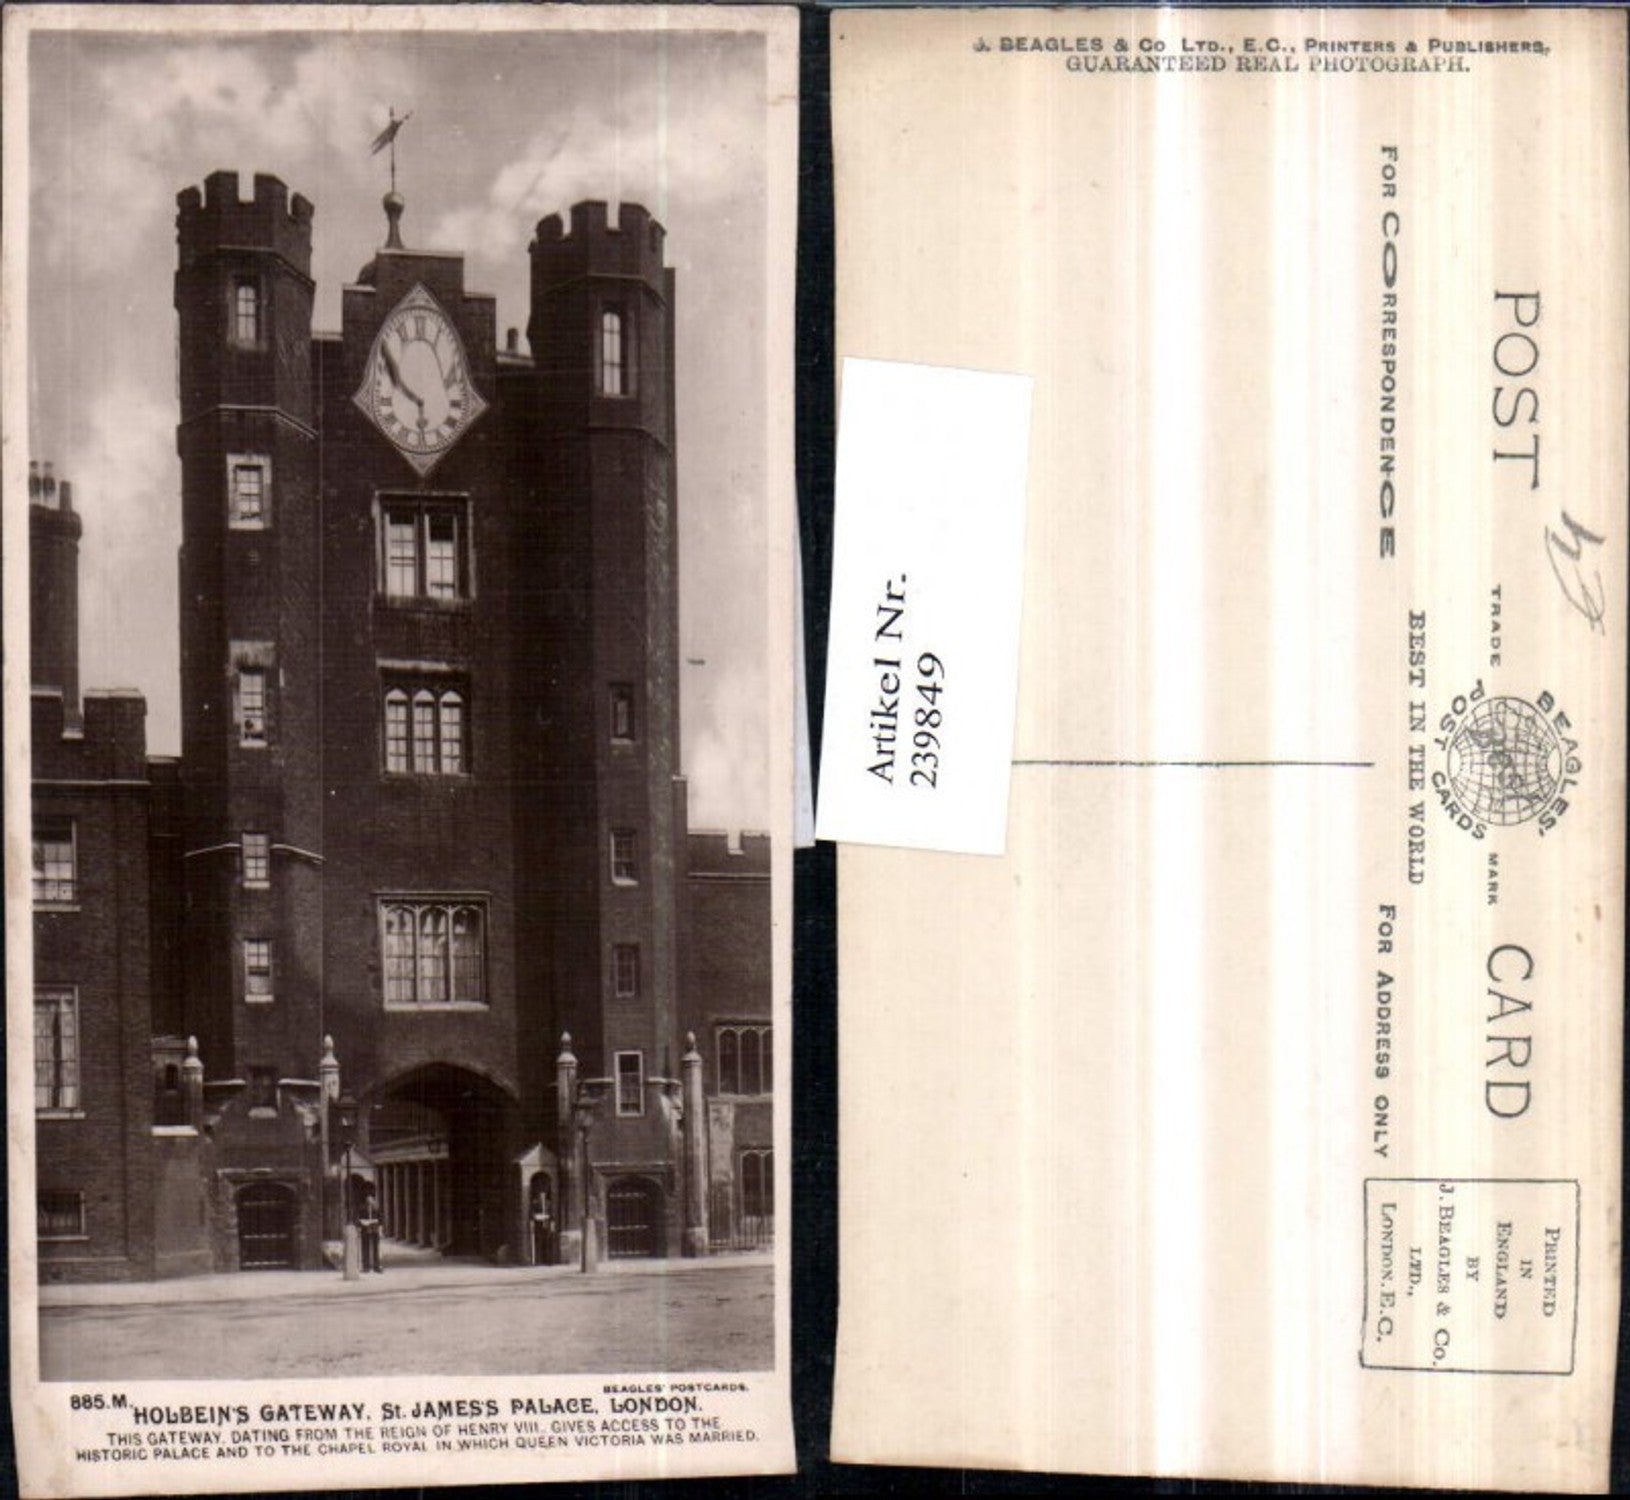 885.M.
BEAGLES' POSTCARDS.
HOLBEIN'S GATEWAY. St. JAMES'S PALACE, LONDON.
THIS GATEWAY, DATING FROM THE REIGN OF HENRY VIII. GIVES ACCESS TO THE
HISTORIC PALACE AND TO THE CHAPEL ROYAL IN WHICH QUEEN VICTORIA WAS MARRIED.
J. BEAGLES & Co LTD., E.C., PRINTERS & PUBLISHERS,
GUARANTEED REAL PHOTOGRAPH.
POST CARD
TRADE MARK
BEAGLES'
POST CARDS
BEST IN THE WORLD
FOR CORRESPONDENCE
FOR ADDRESS ONLY
PRINTED
IN
ENGLAND
BY
J. BEAGLES & Co.
LTD.,
LONDON. E.C.
Artikel Nr.
239849